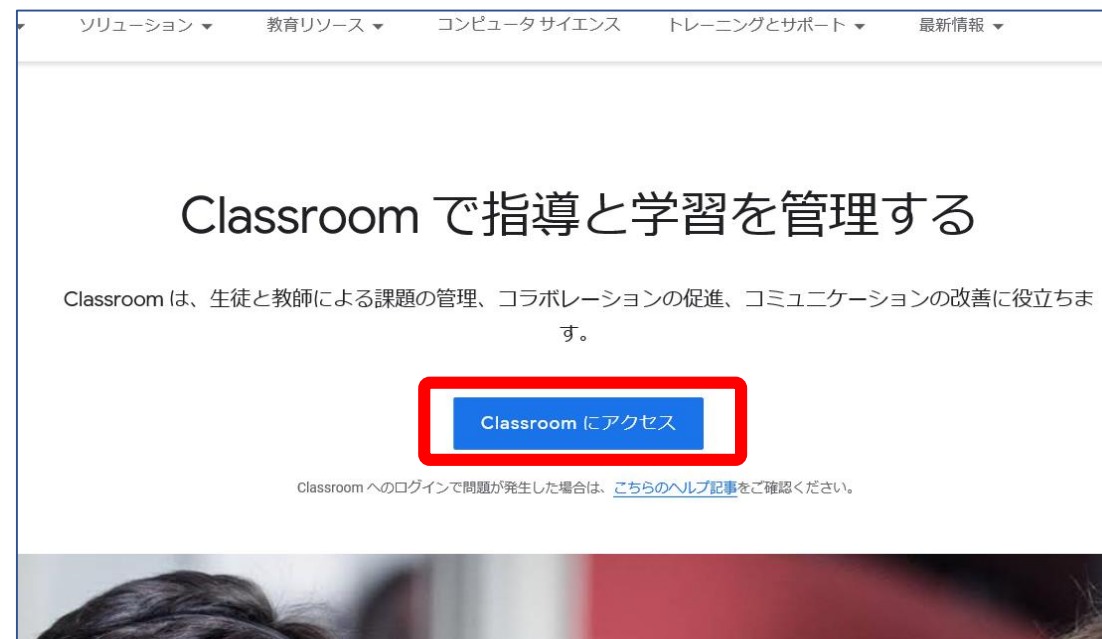 ソリューション 教育リソース コンピュータ サイエンス トレーニングとサポート 最新情報
Classroom で指導と学習を管理する
Classroom は、生徒と教師による課題の管理、コラボレーションの促進、コミュニケーションの改善に役立ちま
す。
Classroom にアクセス
Classroom へのログインで問題が発生した場合は、こちらのヘルプ記事をご確認ください。